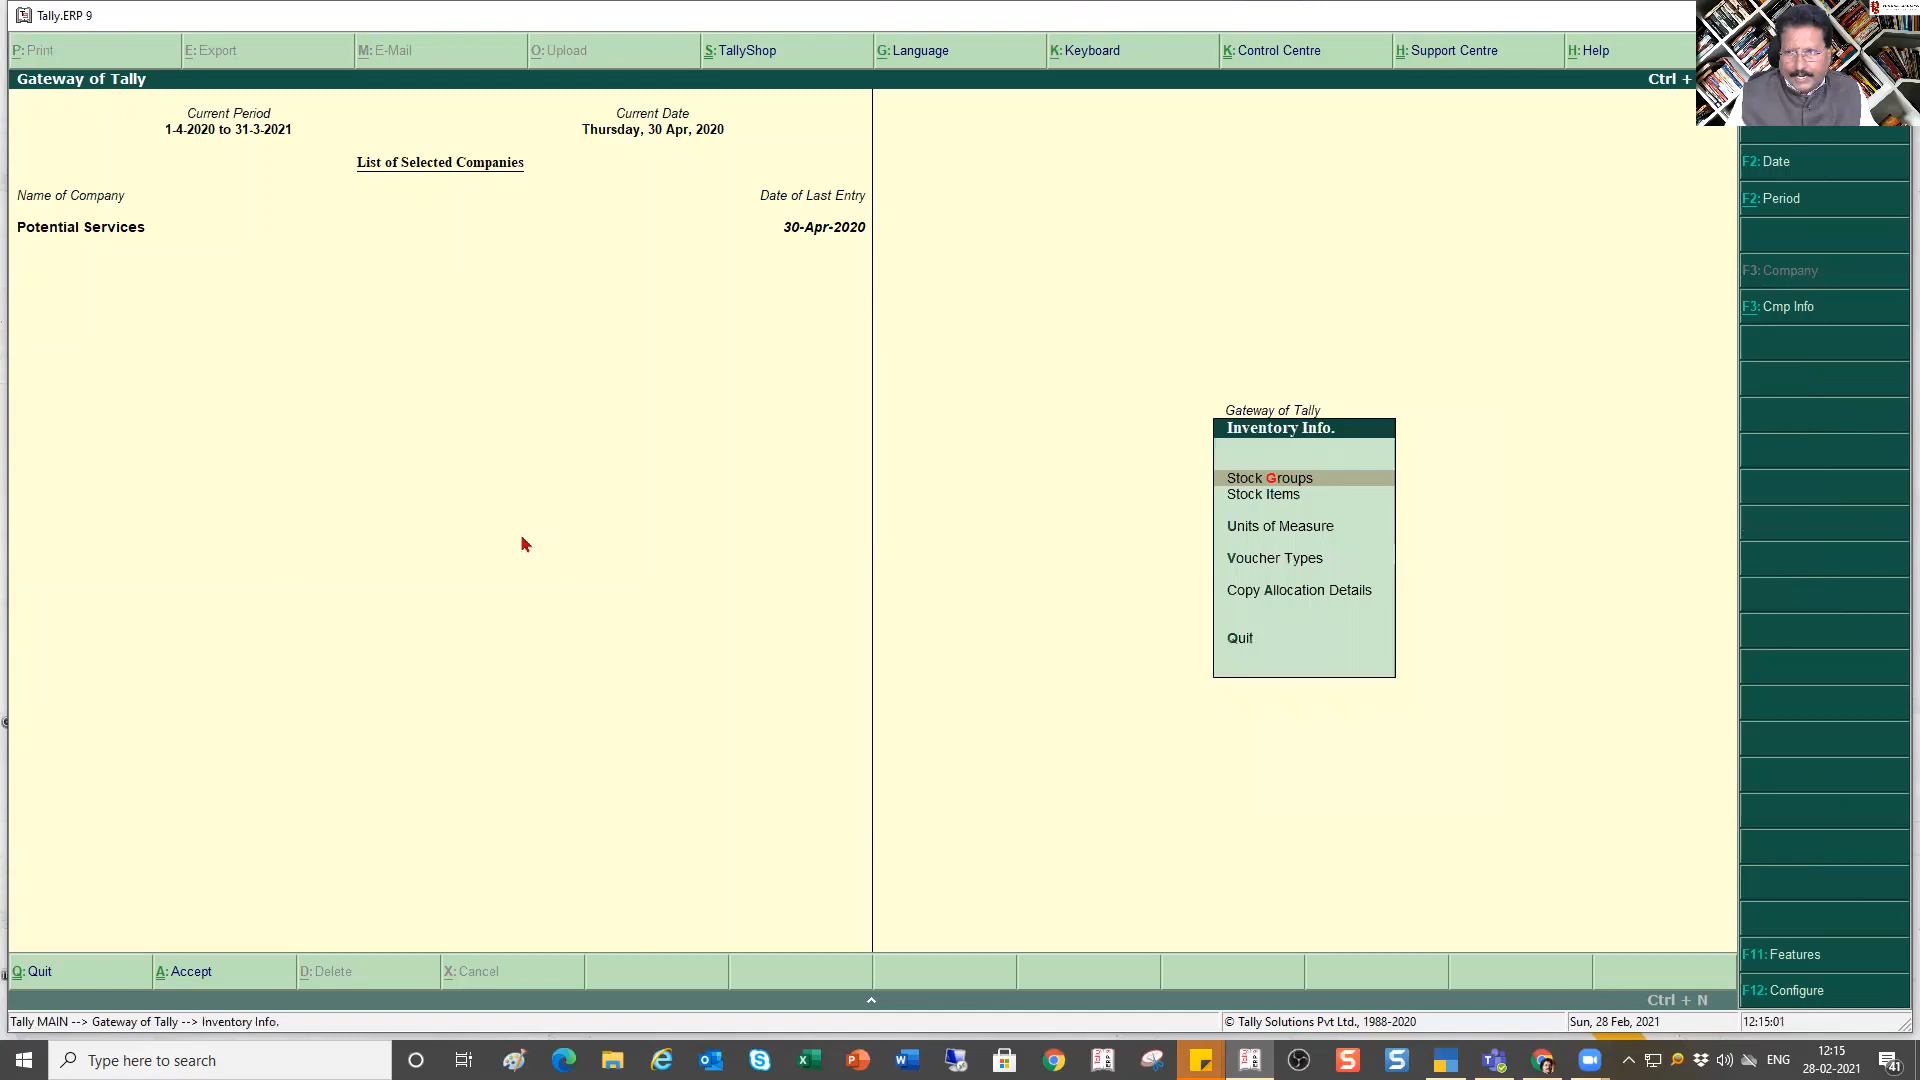 Tally.ERP 9
P: Print
E: Export
M: E-Mail
O: Upload
S: TallyShop
G: Language
K: Keyboard
K: Control Centre
H: Support Centre
H: Help
Gateway of Tally
Ctrl +
Current Period
1-4-2020 to 31-3-2021
Current Date
Thursday, 30 Apr, 2020
List of Selected Companies
Name of Company
Date of Last Entry
Potential Services
30-Apr-2020
Gateway of Tally
Inventory Info.
Stock Groups
Stock Items
Units of Measure
Voucher Types
Copy Allocation Details
Quit
F2: Date
F2: Period
F3: Company
F3: Cmp Info
F11: Features
F12: Configure
Q: Quit
A: Accept
D: Delete
X: Cancel
Ctrl + N
Tally MAIN --> Gateway of Tally --> Inventory Info.
© Tally Solutions Pvt Ltd., 1988-2020
Sun, 28 Feb, 2021
12:15:01
Type here to search
ENG
12:15
28-02-2021
41